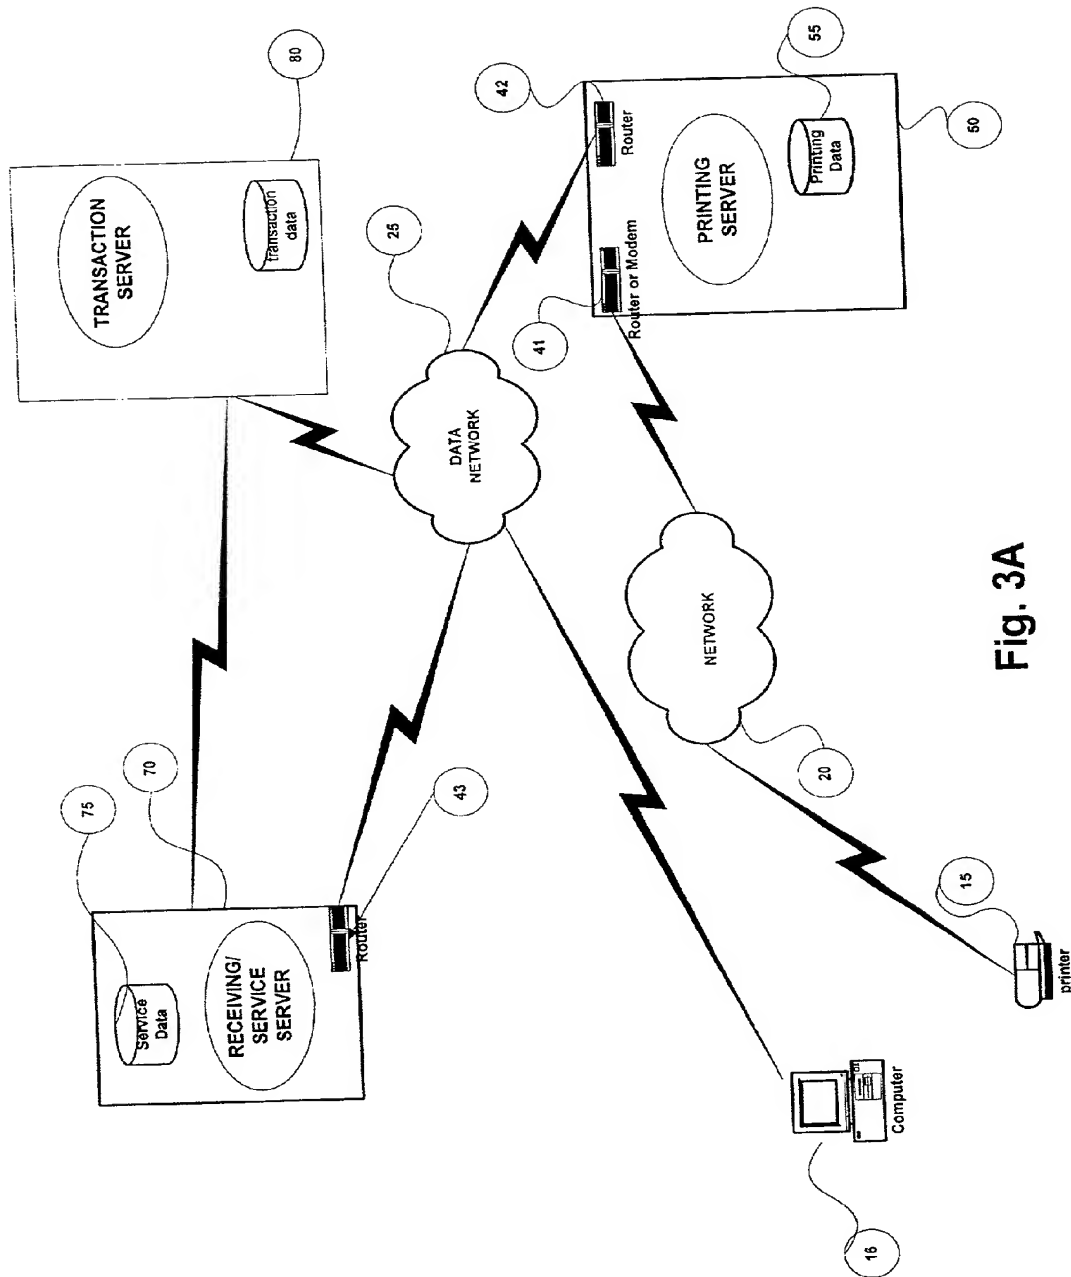 75
Service
Data
70
RECEIVING/
SERVICE
SERVER
Router
43
TRANSACTION
SERVER
transaction
data
80
25
DATA
NETWORK
42
41
Router or Modem
Router
PRINTING
SERVER
Printing
Data
55
50
NETWORK
20
16
Computer
15
printer
Fig. 3A